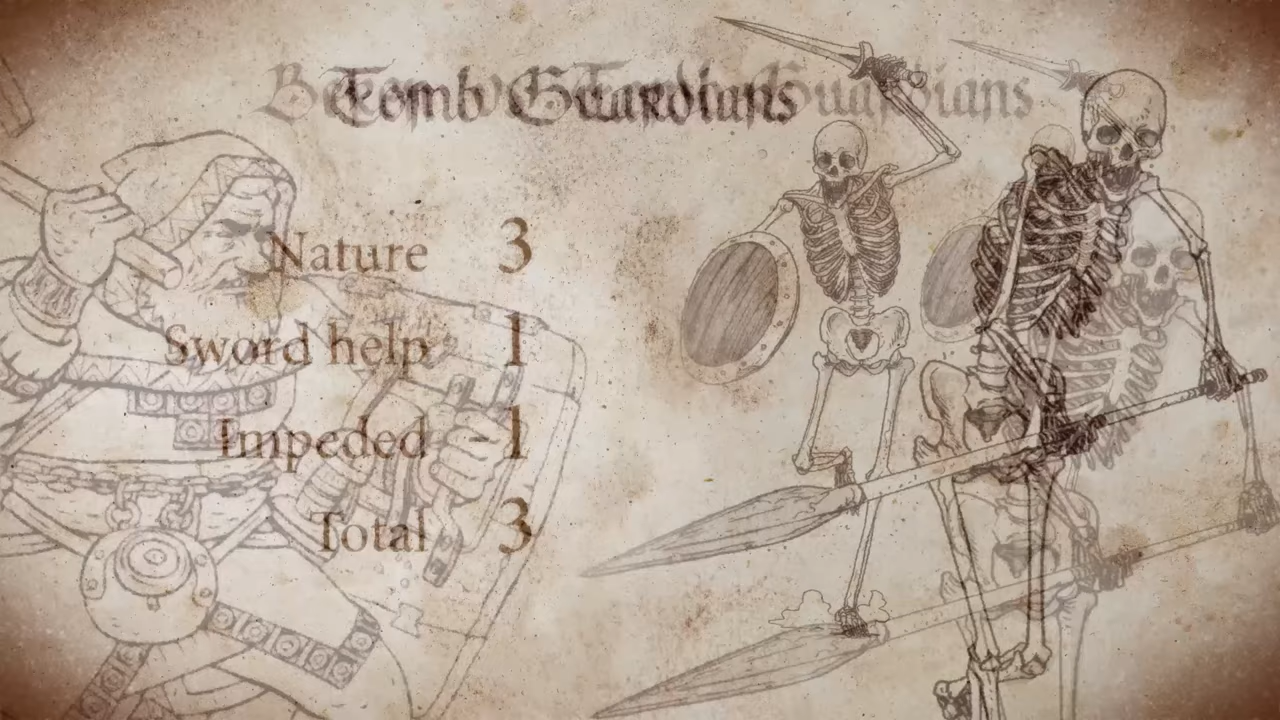 Tomb Guardians
Nature 3
Sword help 1
Impeded -1
Total 3